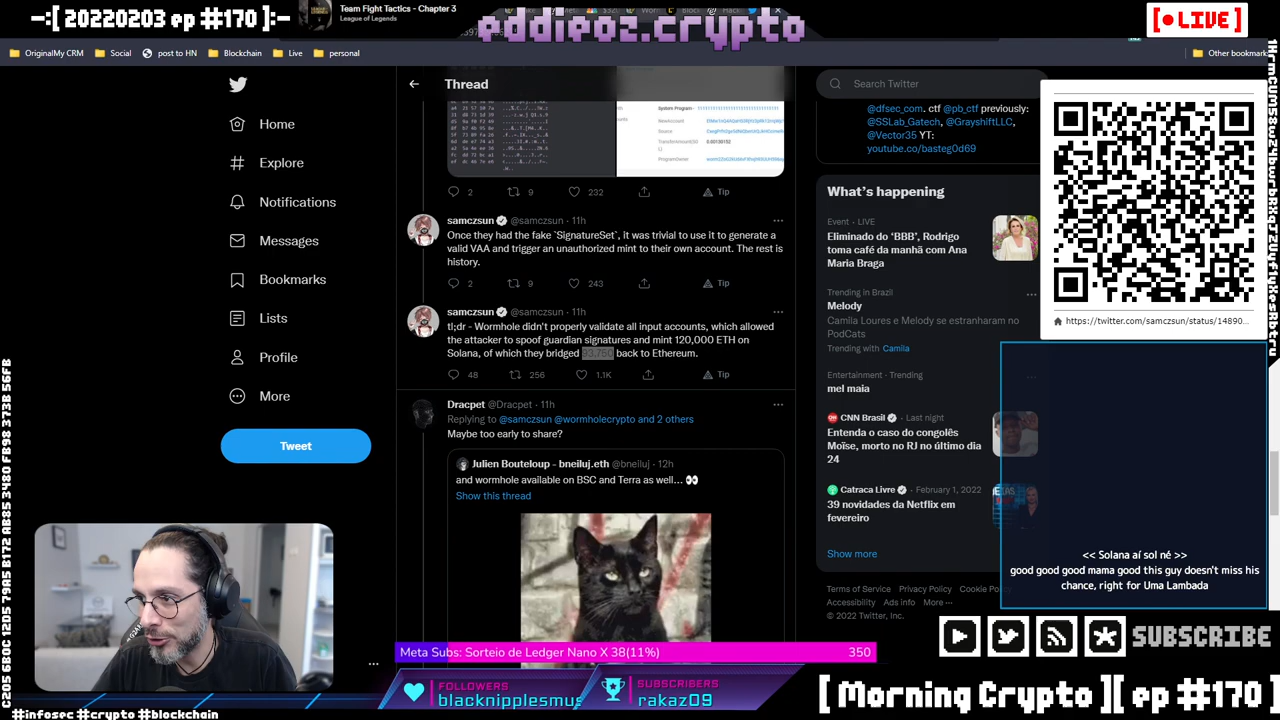 [ 20220203 ep #170 ]:-
Team Fight Tactics - Chapter 3
League of Legends
eddieoz.crypto
[● LIVE]
Social
post to HN
Blockchain
Live
personal
Home
Explore
Notifications
Messages
Bookmarks
Lists
Profile
More
Tweet
Thread
2
9
232
Tip
samczsun @samczsun · 11h
Once they had the fake `SignatureSet`, it was trivial to use it to generate a
valid VAA and trigger an unauthorized mint to their own account. The rest is
history.
2
9
243
Tip
samczsun @samczsun · 11h
tl;dr - Wormhole didn't properly validate all input accounts, which allowed
the attacker to spoof guardian signatures and mint 120,000 ETH on
Solana, of which they bridged 93,750 back to Ethereum.
48
256
1.1K
Tip
Dracpet @Dracpet · 11h
Replying to @samczsun @wormholecrypto and 2 others
Maybe too early to share?
Julien Bouteloup - bneiluj.eth @bneiluj · 12h
and wormhole available on BSC and Terra as well... 👀
Show this thread
Search Twitter
@dfsec_com. ctf @pb_ctf previously:
@SSLab_Gatech, @GrayshiftLLC,
@Vector35 YT:
youtube.co/basteg0d69
What's happening
Event · LIVE
Eliminado do 'BBB', Rodrigo
toma café da manhã com Ana
Maria Braga
Trending in Brazil
Melody
Camila Loures e Melody se estranharam no
PodCats
Trending with Camila
Entertainment · Trending
mel maia
CNN Brasil · Last night
Entenda o caso do congolês
Moïse, morto no RJ no último dia
24
Catraca Livre · February 1, 2022
39 novidades da Netflix em
fevereiro
Show more
Terms of Service Privacy Policy
Accessibility Ads info More ···
© 2022 Twitter, Inc.
https://twitter.com/samczsun/status/14890...
<< Solana aí sol né >>
good good good mama good this guy doesn't miss his
chance, right for Uma Lambada
SUBSCRIBE
Meta Subs: Sorteio de Ledger Nano X 38(11%) 350
FOLLOWERS
blacknipplesmus
SUBSCRIBERS
rakaz09
[ Morning Crypto ][ ep #170 ]